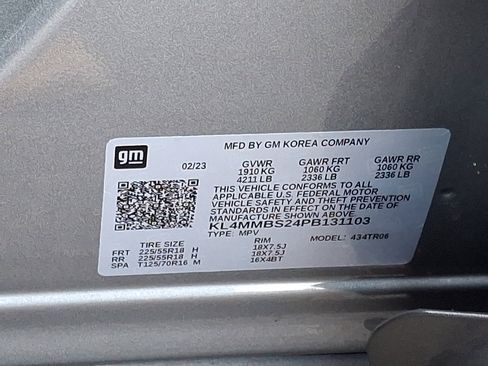 gm
MFD BY GM KOREA COMPANY
02/23 GVWR GAWR FRT GAWR RR
1910 KG 1060 KG 1060 KG
4211 LB 2336 LB 2336 LB
THIS VEHICLE CONFORMS TO ALL
APPLICABLE U.S. FEDERAL MOTOR
VEHICLE SAFETY AND THEFT PREVENTION
STANDARDS IN EFFECT ON THE DATE OF
MANUFACTURE SHOWN ABOVE.
KL4MMBS24PB131103
TYPE: MPV MODEL: 434TR06
TIRE SIZE RIM
FRT 225/55R18 H 18X7.5J
RR 225/55R18 H 18X7.5J
SPA T125/70R16 M 16X4BT